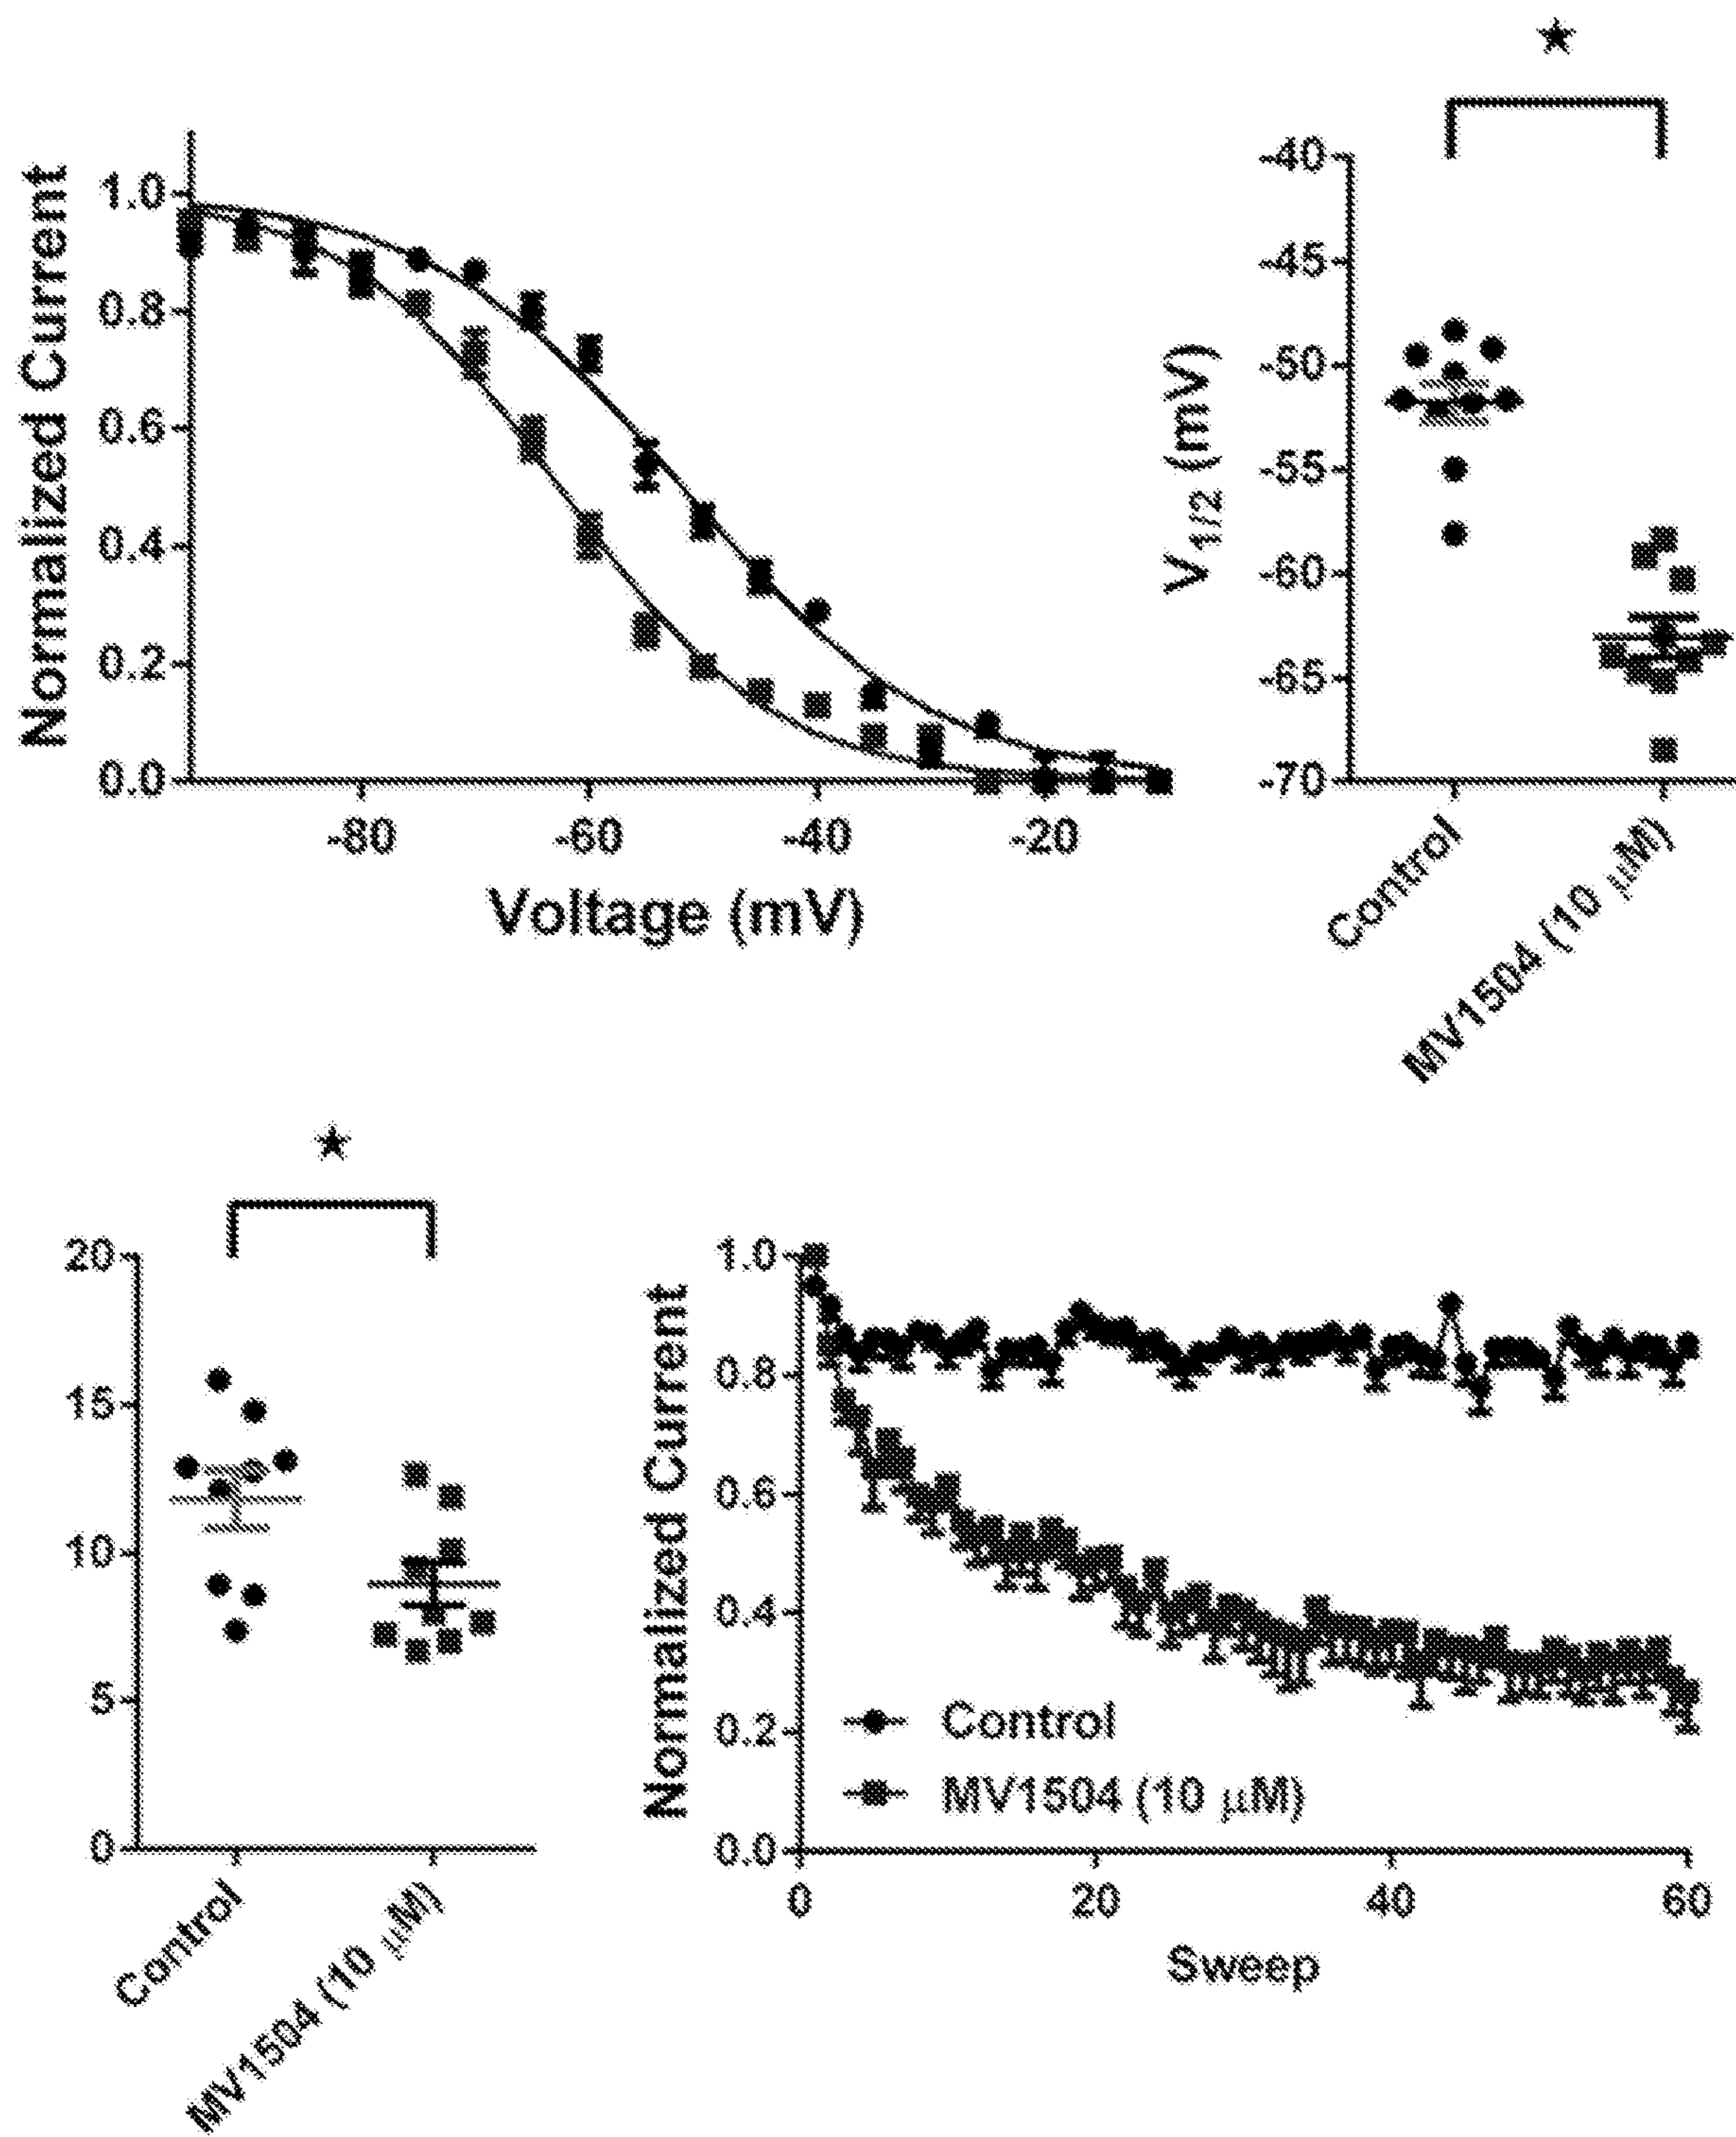 Normalized Current
1.0
0.8
0.6
0.4
0.2
0.0
-80 -60 -40 -20
Voltage (mV)
★
V1/2 (mV)
-40
-45
-50
-55
-60
-65
-70
Control
MV1504 (10 μM)
★
20
15
10
5
0
Control
MV1504 (10 μM)
Normalized Current
1.0
0.8
0.6
0.4
0.2
0.0
Control
MV1504 (10 μM)
0 20 40 60
Sweep